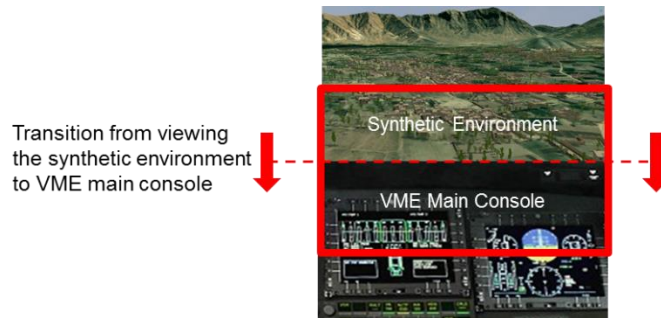 Synthetic Environment
Transition from viewing
the synthetic environment
to VME main console
VME Main Console